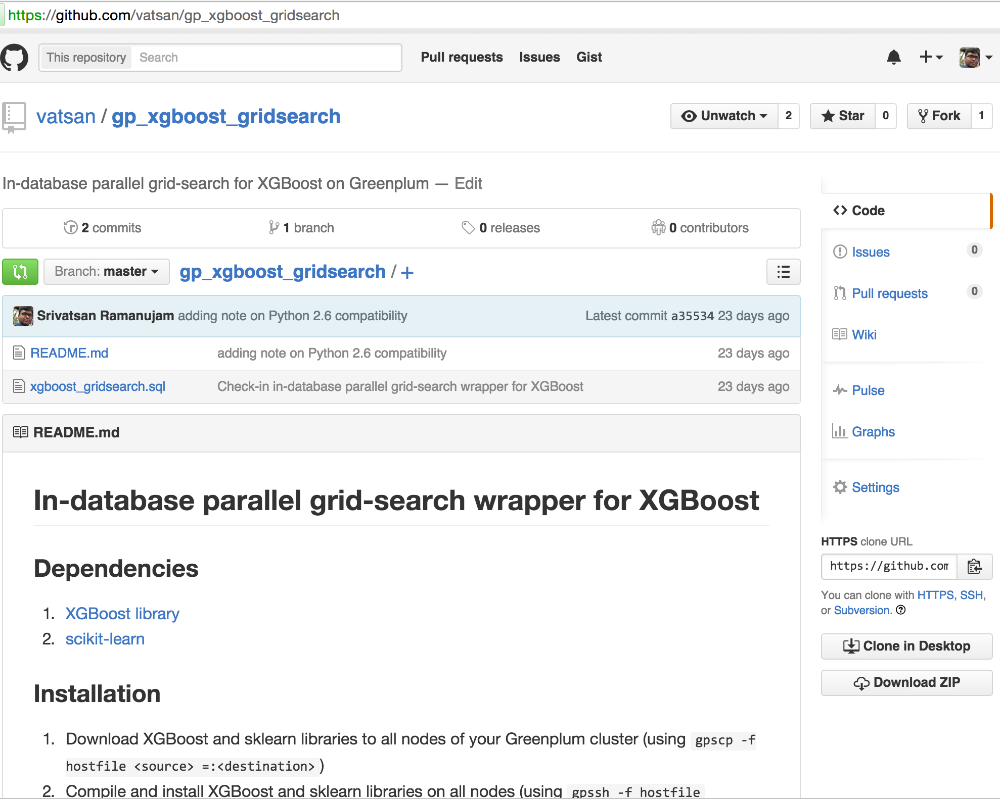 https://github.com/vatsan/gp_xgboost_gridsearch
This repository Search Pull requests Issues Gist
vatsan / gp_xgboost_gridsearch Unwatch 2 Star 0 Fork 1
In-database parallel grid-search for XGBoost on Greenplum — Edit
2 commits 1 branch 0 releases 0 contributors
Branch: master gp_xgboost_gridsearch / +
Srivatsan Ramanujam adding note on Python 2.6 compatibility Latest commit a35534 23 days ago
README.md adding note on Python 2.6 compatibility 23 days ago
xgboost_gridsearch.sql Check-in in-database parallel grid-search wrapper for XGBoost 23 days ago
README.md
In-database parallel grid-search wrapper for XGBoost
Dependencies
1. XGBoost library
2. scikit-learn
Installation
1. Download XGBoost and sklearn libraries to all nodes of your Greenplum cluster (using gpscp -f
hostfile <source> =:<destination> )
2. Compile and install XGBoost and sklearn libraries on all nodes (using gpssh -f hostfile
Code
Issues 0
Pull requests 0
Wiki
Pulse
Graphs
Settings
HTTPS clone URL
https://github.com
You can clone with HTTPS, SSH,
or Subversion.
Clone in Desktop
Download ZIP